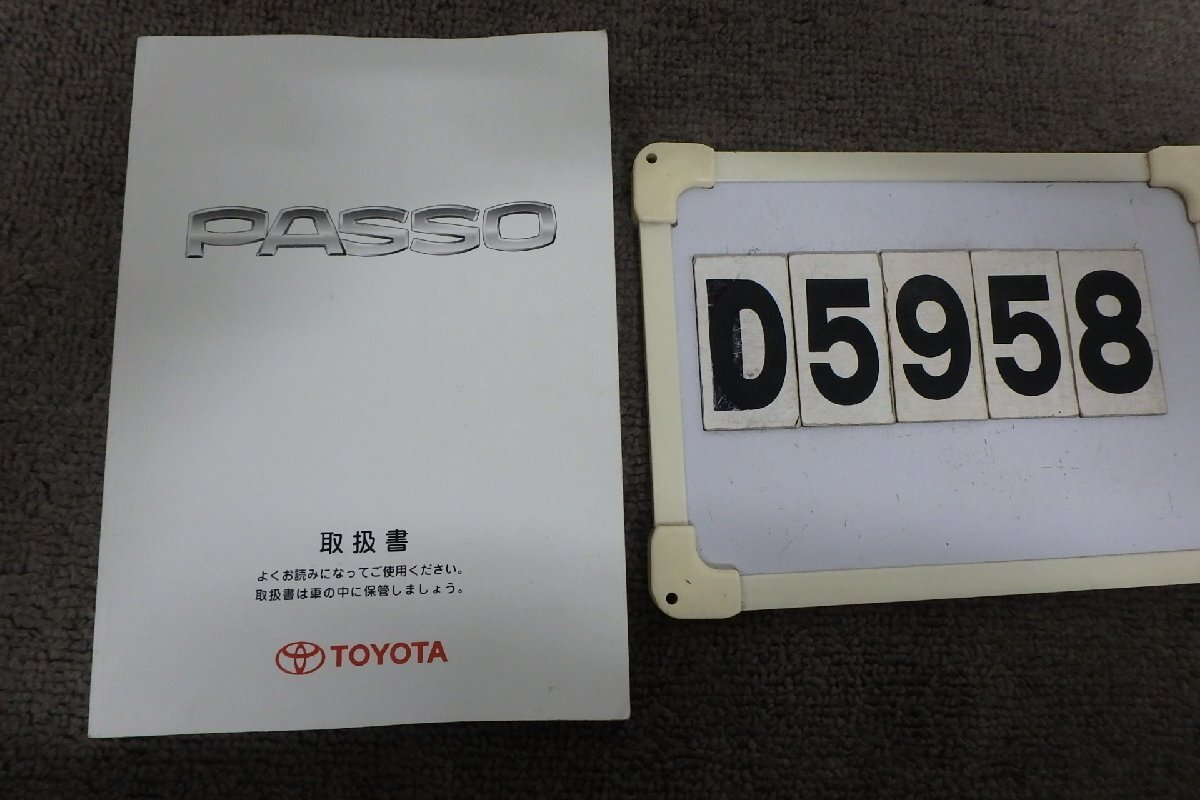 PASSO
取扱書
よくお読みになってご使用ください。
取扱書は車の中に保管しましょう。
TOYOTA
D5958